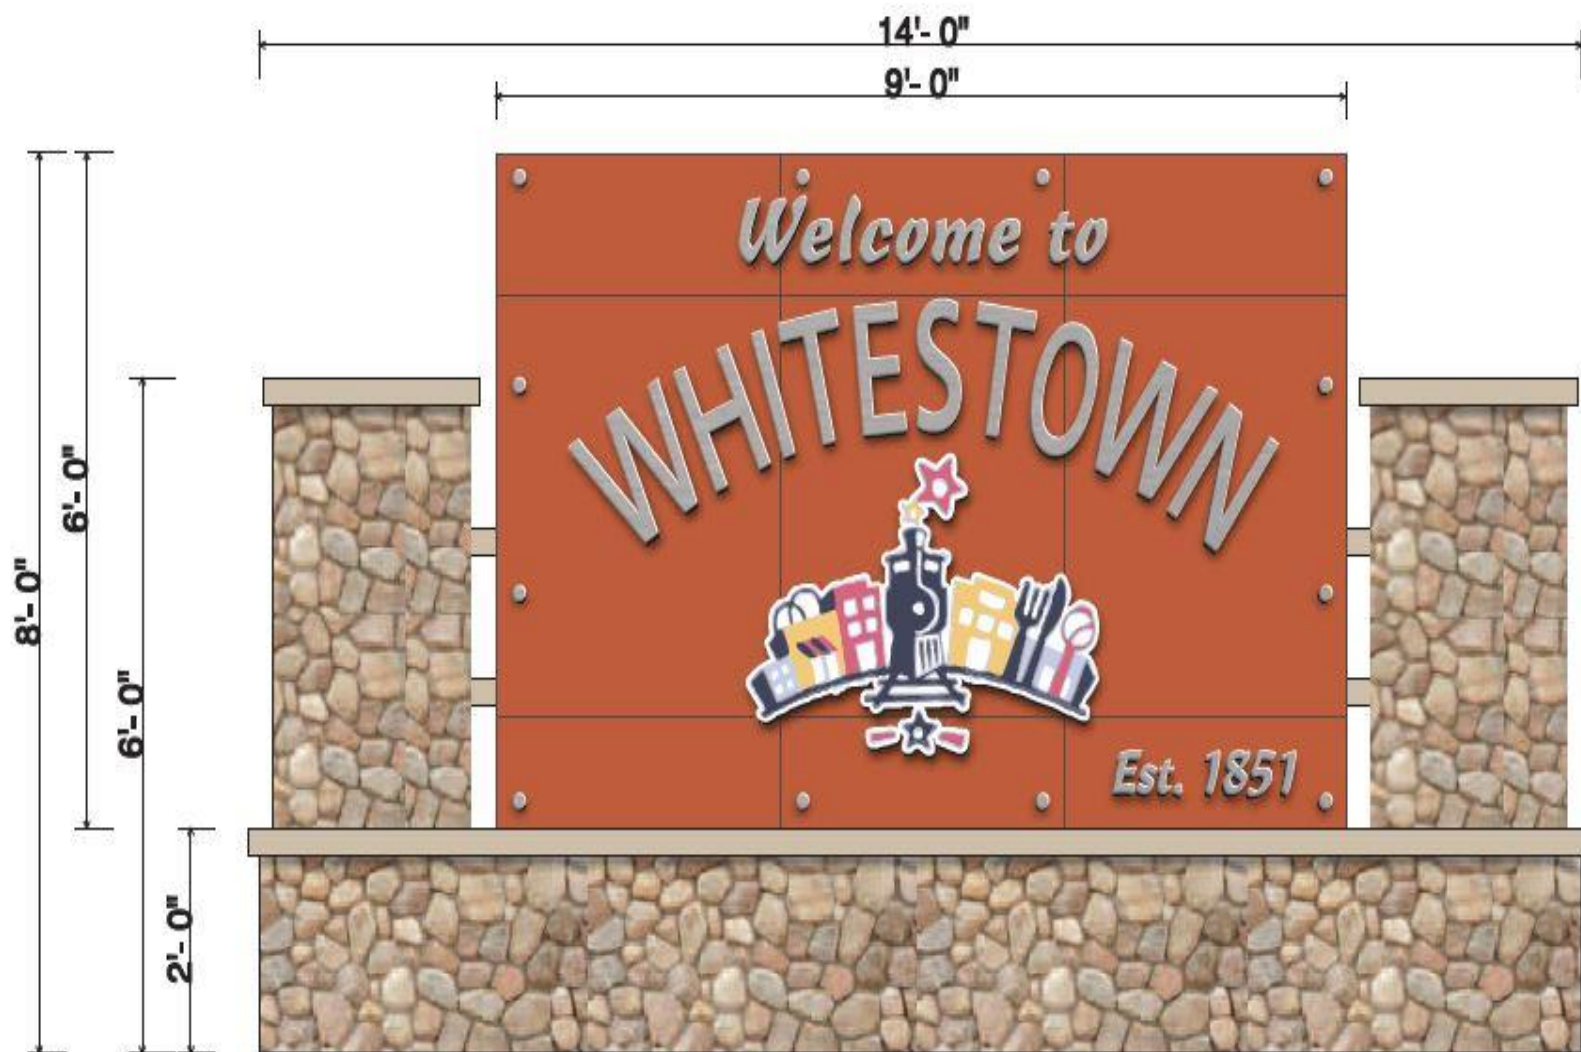 14'- 0"
9'- 0"
Welcome to
WHITESTOWN
Est. 1851
8'- 0"
6'- 0"
6'- 0"
2'- 0"